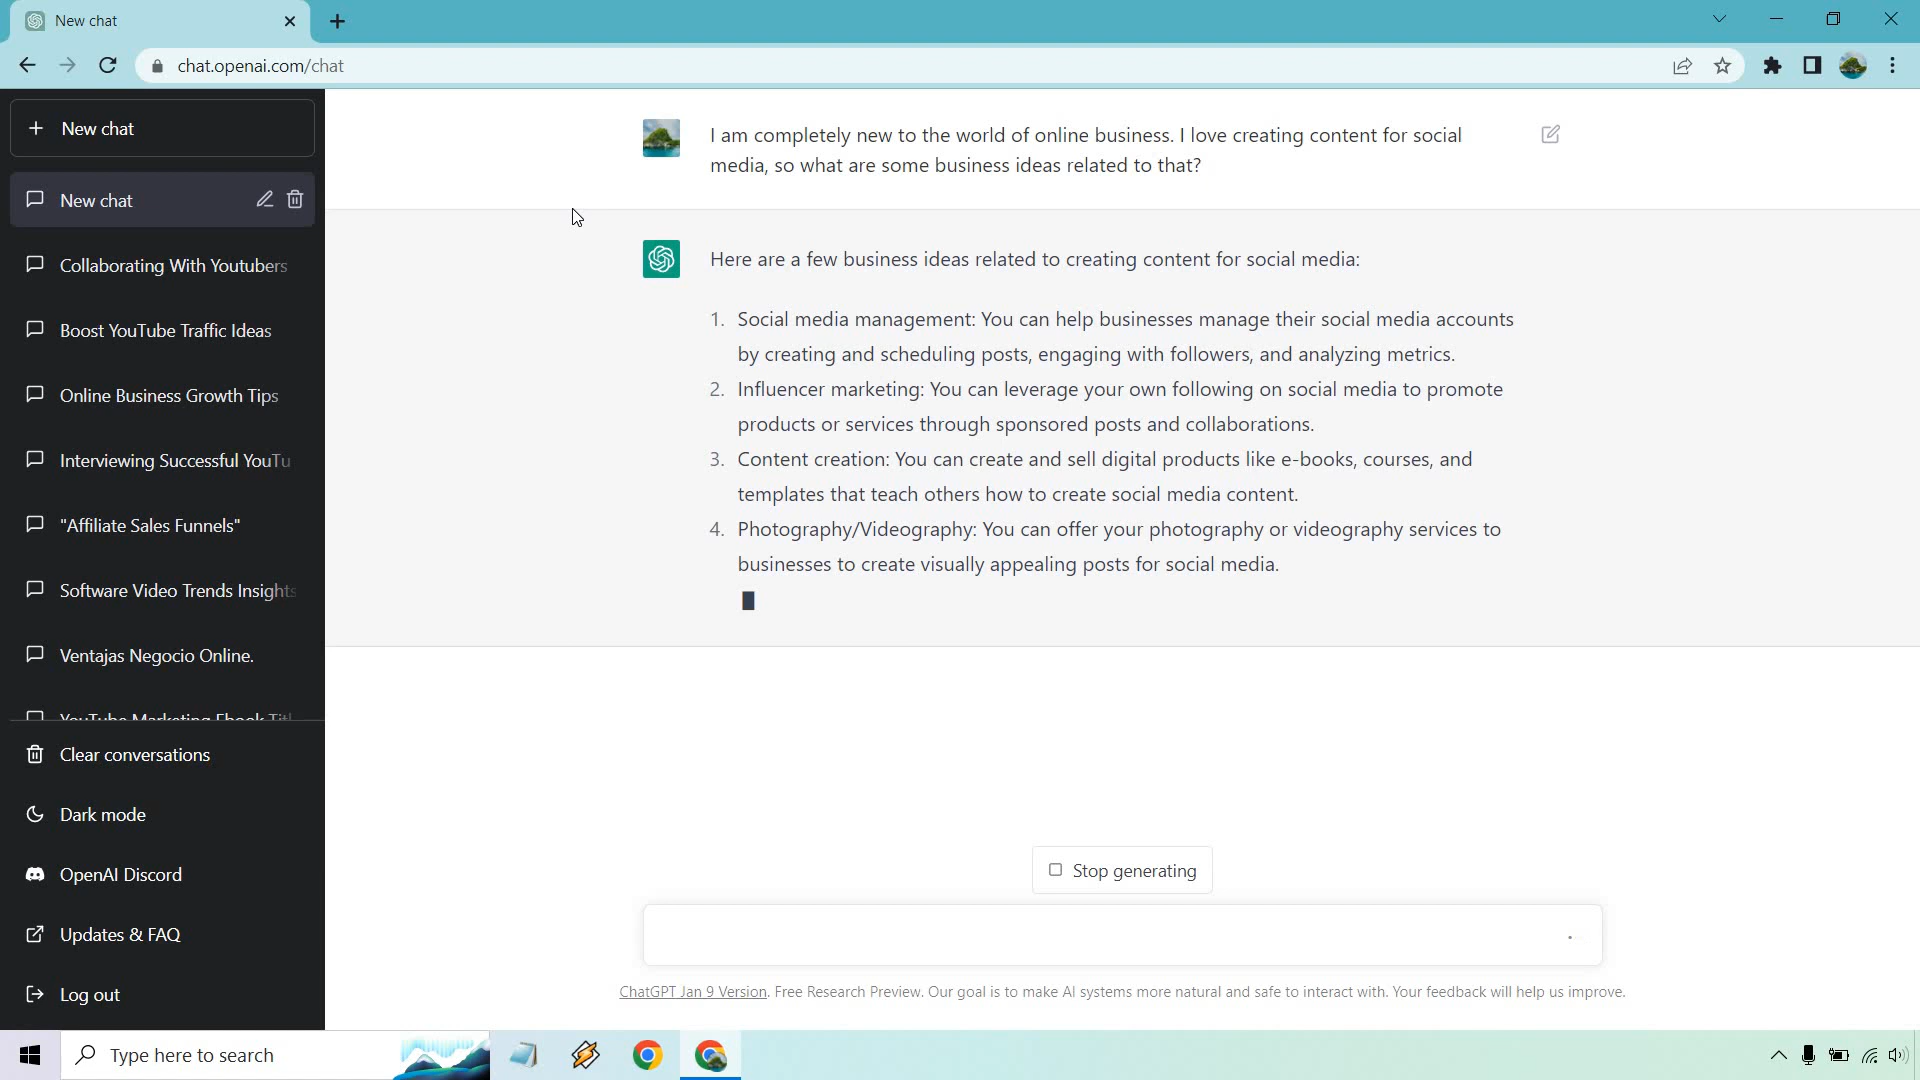 New chat
chat.openai.com/chat
New chat
New chat
Collaborating With Youtubers
Boost YouTube Traffic Ideas
Online Business Growth Tips
Interviewing Successful YouTu
"Affiliate Sales Funnels"
Software Video Trends Insights
Ventajas Negocio Online.
YouTube Marketing Ebook Titl
Clear conversations
Dark mode
OpenAI Discord
Updates & FAQ
Log out
I am completely new to the world of online business. I love creating content for social
media, so what are some business ideas related to that?
Here are a few business ideas related to creating content for social media:
1. Social media management: You can help businesses manage their social media accounts
by creating and scheduling posts, engaging with followers, and analyzing metrics.
2. Influencer marketing: You can leverage your own following on social media to promote
products or services through sponsored posts and collaborations.
3. Content creation: You can create and sell digital products like e-books, courses, and
templates that teach others how to create social media content.
4. Photography/Videography: You can offer your photography or videography services to
businesses to create visually appealing posts for social media.
Stop generating
ChatGPT Jan 9 Version. Free Research Preview. Our goal is to make AI systems more natural and safe to interact with. Your feedback will help us improve.
Type here to search